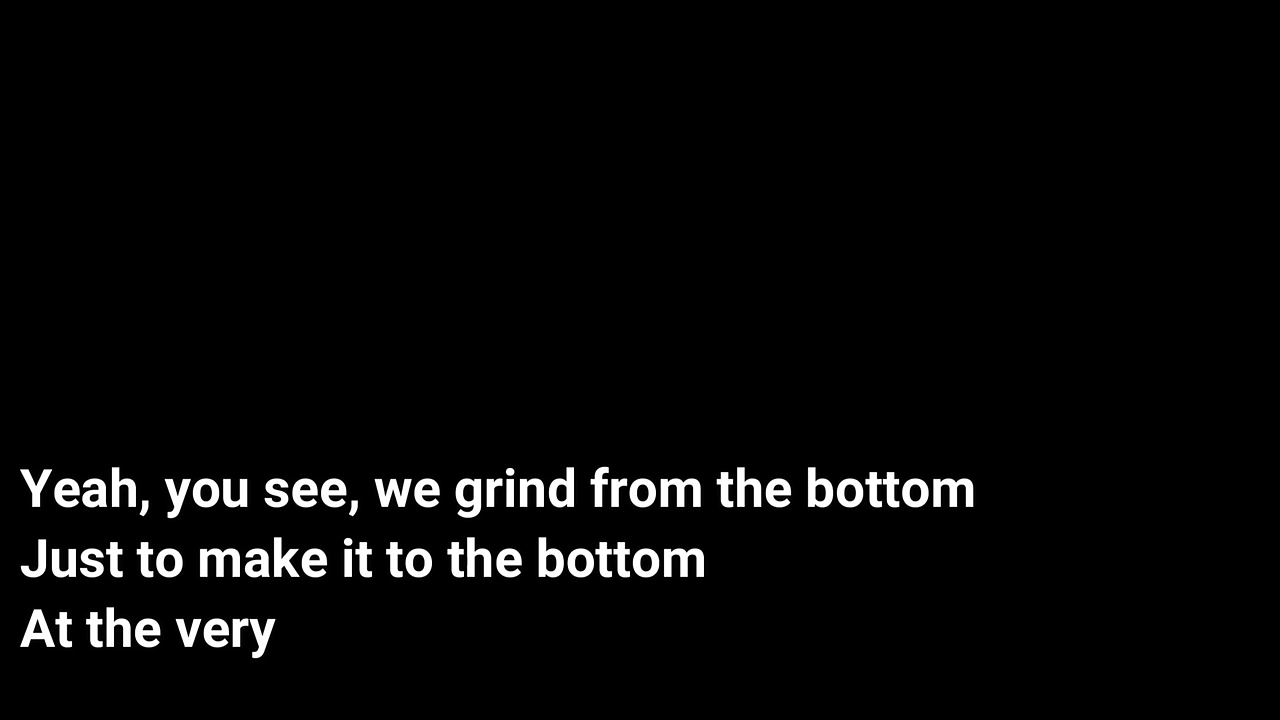 Yeah, you see, we grind from the bottom
Just to make it to the bottom
At the very